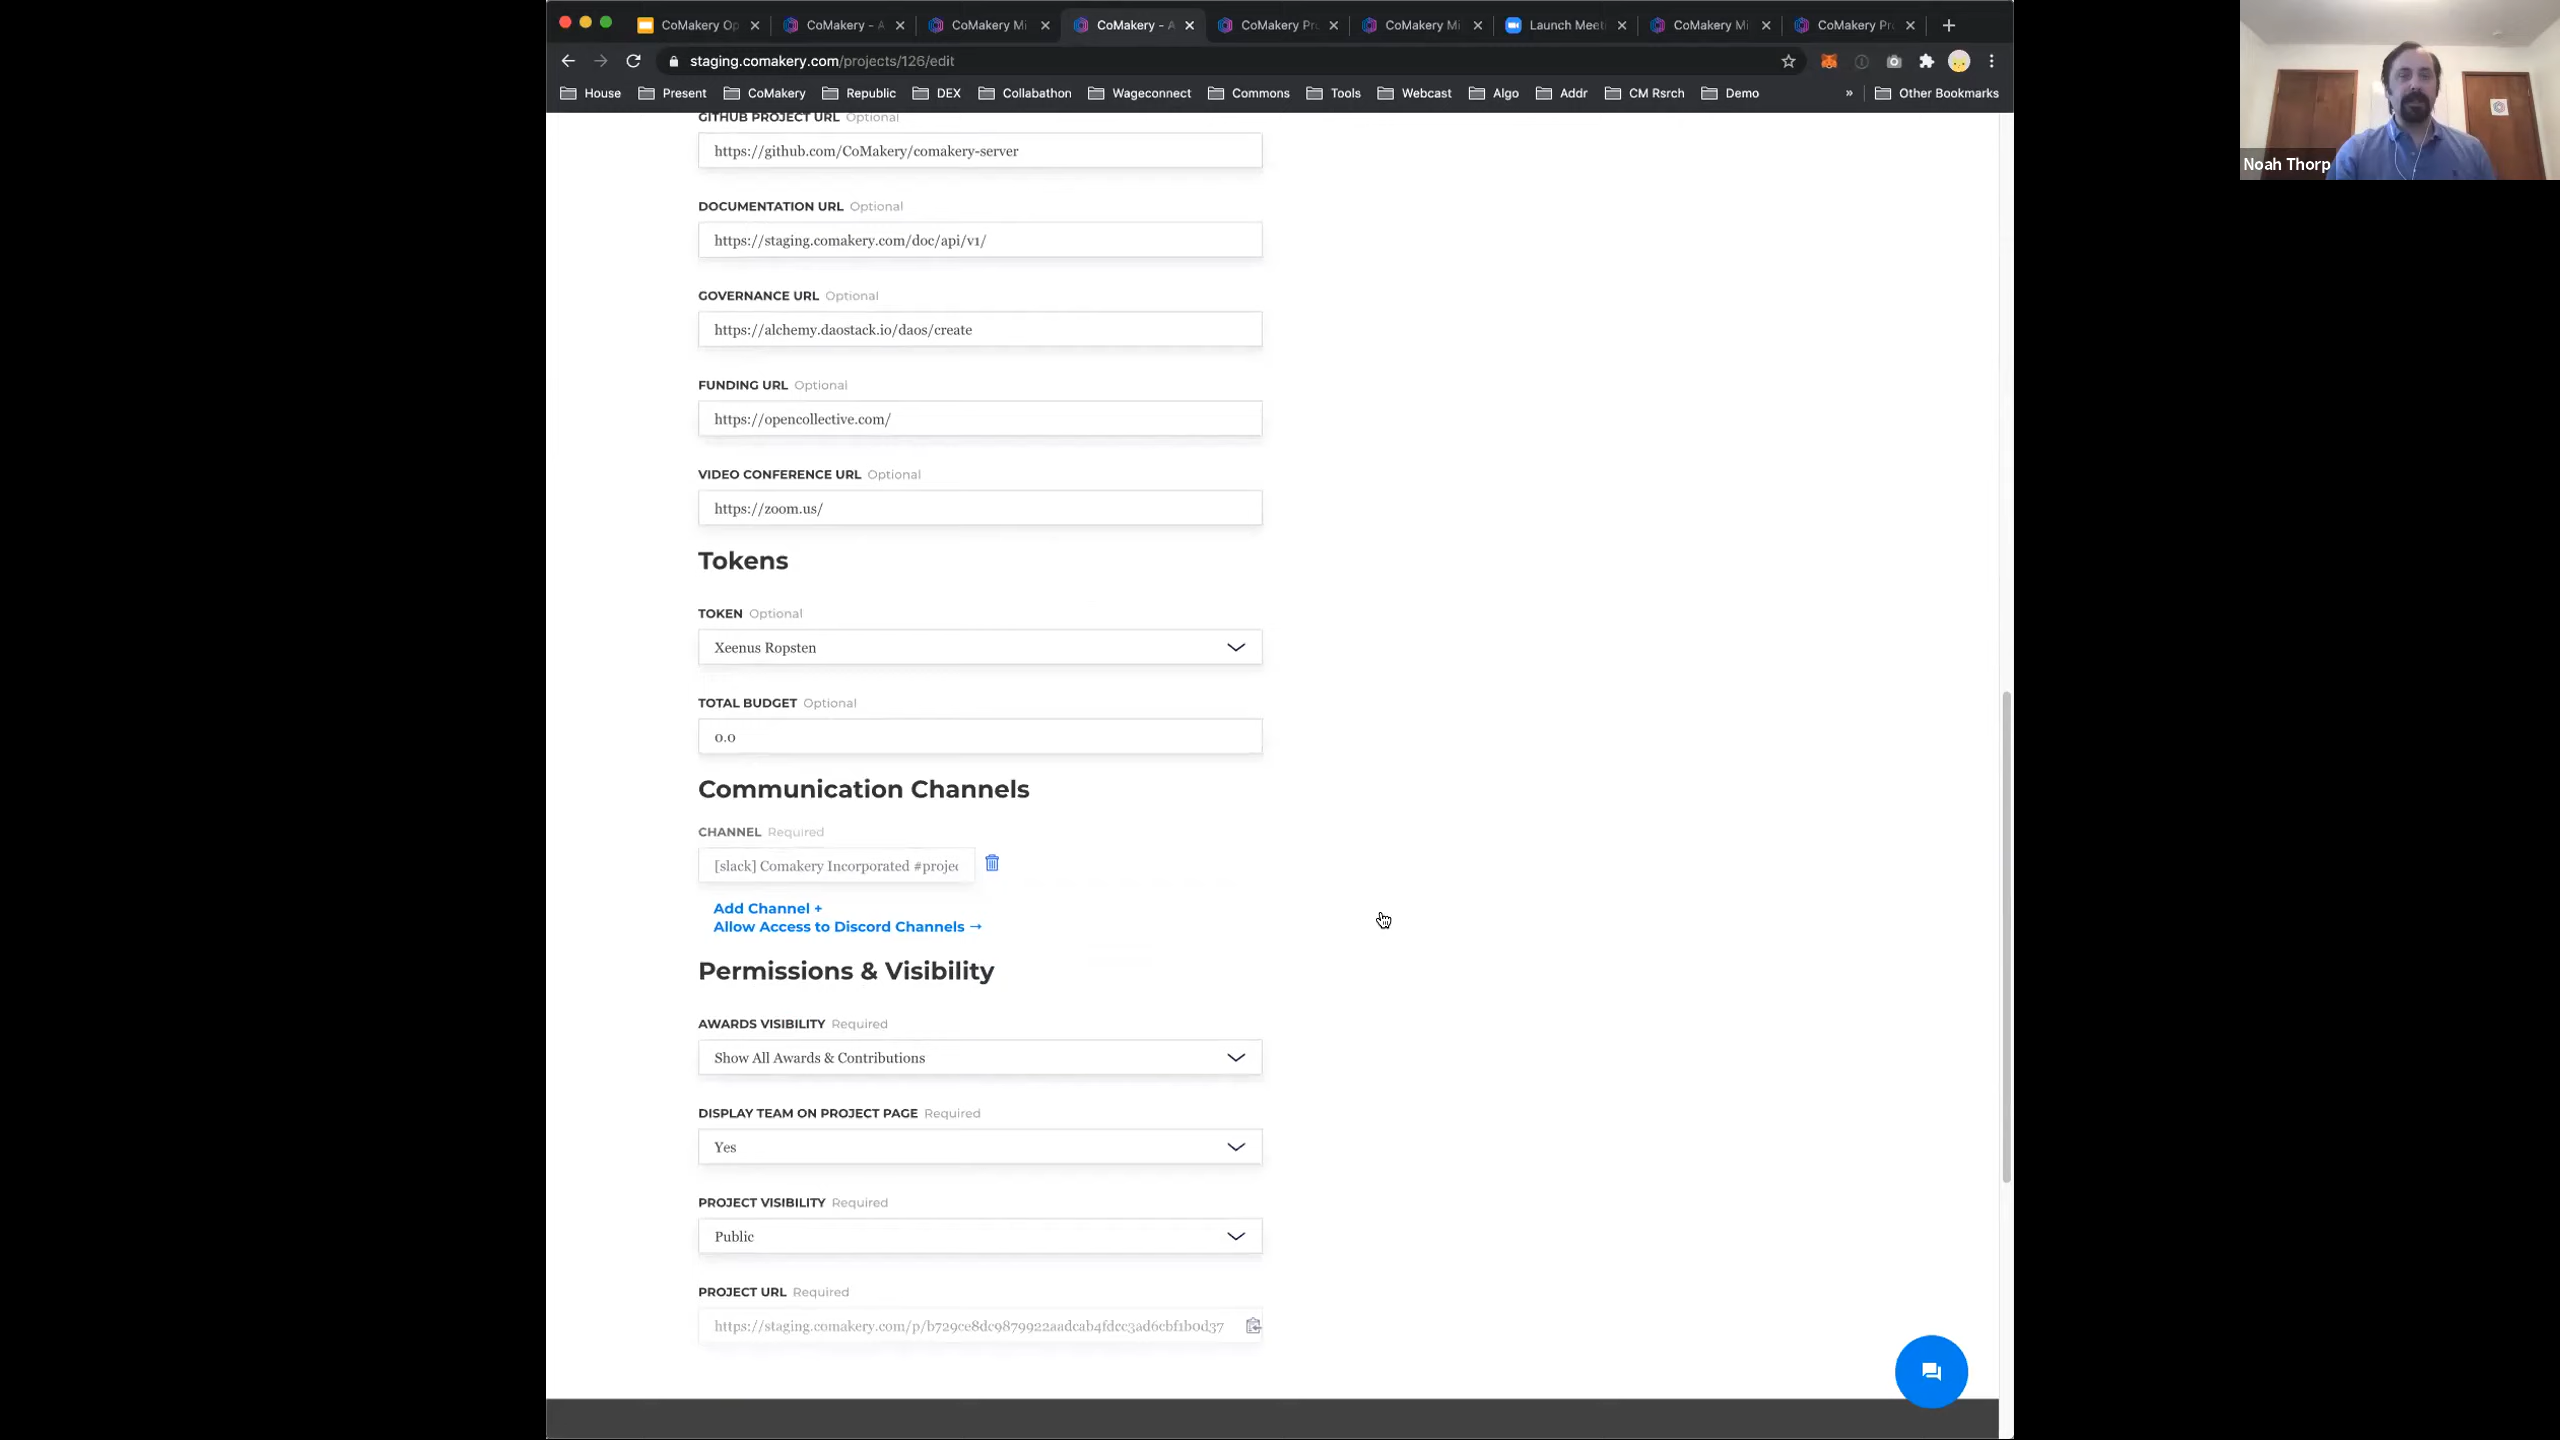 CoMakery Op
CoMakery - A
CoMakery Mi
CoMakery - A
CoMakery Pr
CoMakery Mi
Launch Meeti
CoMakery Mi
CoMakery Pr
staging.comakery.com/projects/126/edit
House Present CoMakery Republic DEX Collabathon Wageconnect Commons Tools Webcast Algo Addr CM Rsrch Demo » Other Bookmarks
Noah Thorp
GITHUB PROJECT URL Optional
https://github.com/CoMakery/comakery-server
DOCUMENTATION URL Optional
https://staging.comakery.com/doc/api/v1/
GOVERNANCE URL Optional
https://alchemy.daostack.io/daos/create
FUNDING URL Optional
https://opencollective.com/
VIDEO CONFERENCE URL Optional
https://zoom.us/
Tokens
TOKEN Optional
Xeenus Ropsten
TOTAL BUDGET Optional
0.0
Communication Channels
CHANNEL Required
[slack] Comakery Incorporated #projec
Add Channel +
Allow Access to Discord Channels →
Permissions & Visibility
AWARDS VISIBILITY Required
Show All Awards & Contributions
DISPLAY TEAM ON PROJECT PAGE Required
Yes
PROJECT VISIBILITY Required
Public
PROJECT URL Required
https://staging.comakery.com/p/b729ce8dc9879922aadcab4fdcc3ad6cbf1b0d37